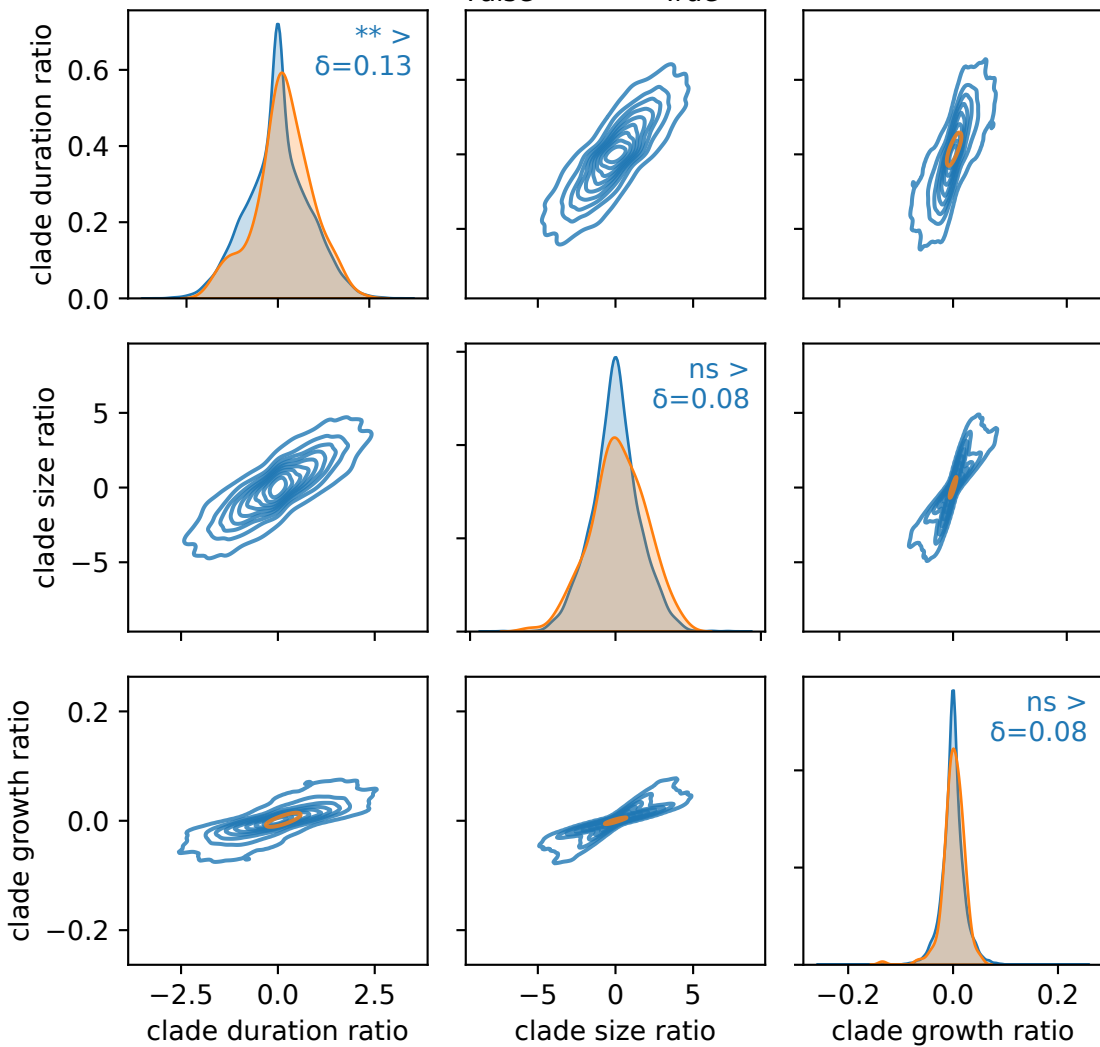 ** >
δ=0.13
clade duration ratio
0.6
0.4
0.2
0.0
ns >
δ=0.08
clade size ratio
5
0
−5
ns >
δ=0.08
clade growth ratio
0.2
0.0
−0.2
−2.5 0.0 2.5 −5 0 5 −0.2 0.0 0.2
clade duration ratio clade size ratio clade growth ratio